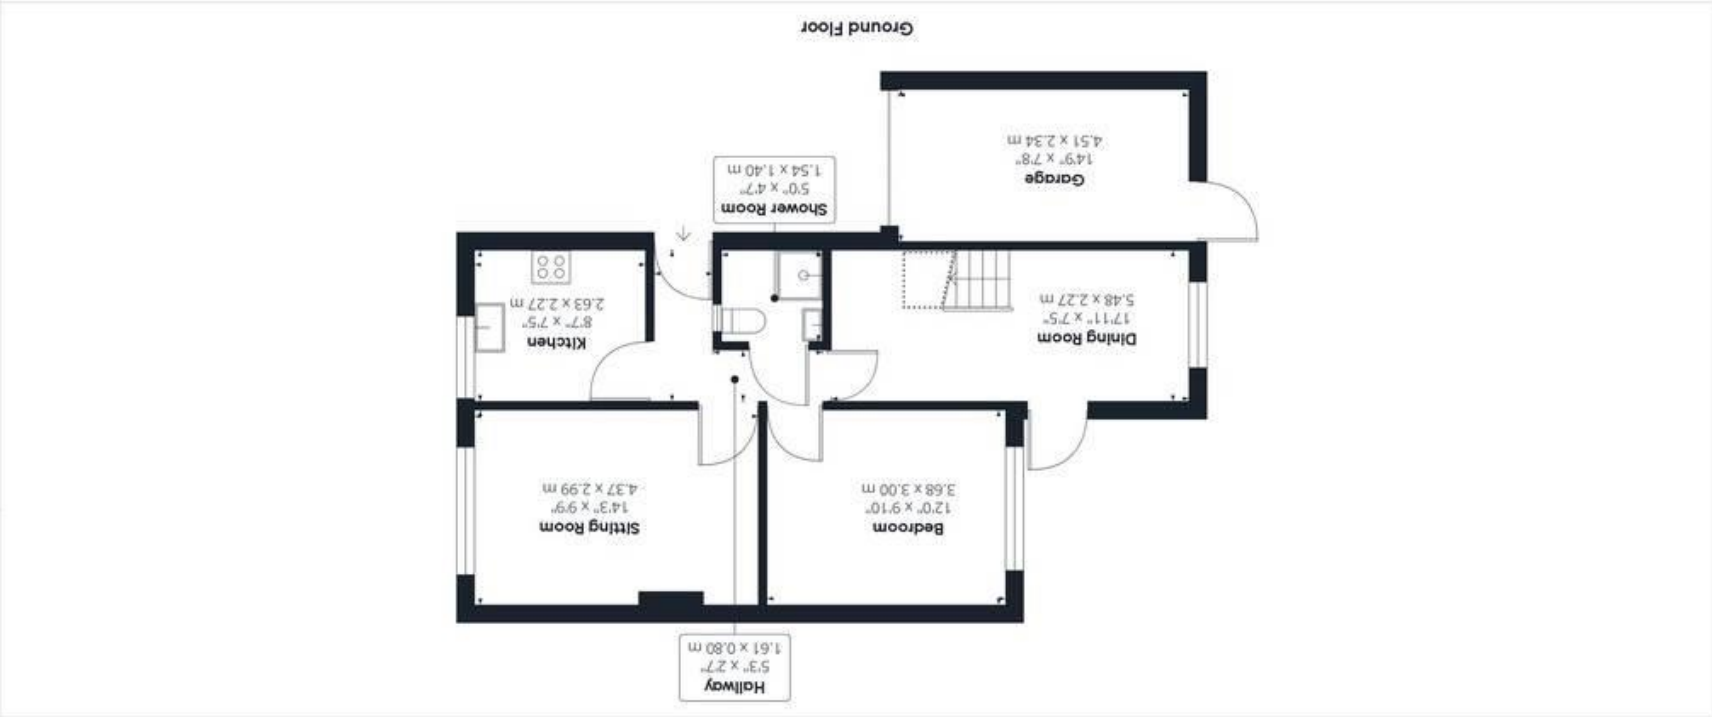 Hallway
5'3" x 2'7"
1.61 x 0.80 m
Bedroom
12'0" x 9'10"
3.68 x 3.00 m
Sitting Room
14'3" x 9'9"
4.37 x 2.99 m
Dining Room
17'11" x 7'5"
5.48 x 2.27 m
Kitchen
8'7" x 7'5"
2.63 x 2.27 m
Shower Room
5'0" x 4'7"
1.54 x 1.40 m
Garage
14'9" x 7'8"
4.51 x 2.34 m
Ground Floor